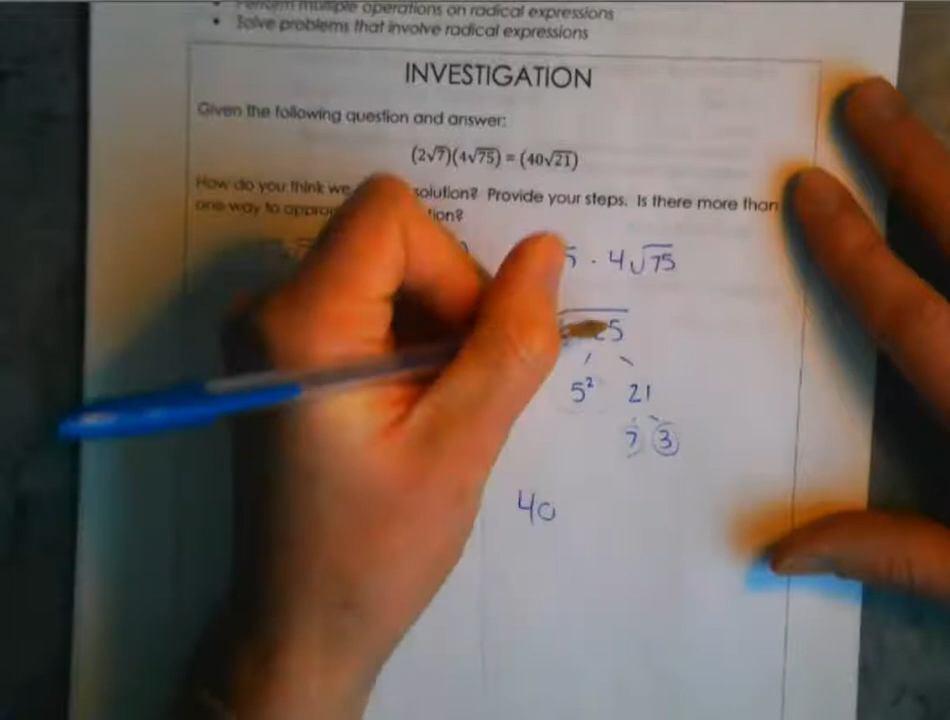 • Perform multiple operations on radical expressions
• Solve problems that involve radical expressions
INVESTIGATION
Given the following question and answer:
(2√7)(4√75) = (40√21)
How do you think we solution? Provide your steps. Is there more than
one way to tion?
· 4√75
5
5² 21
7 3
40